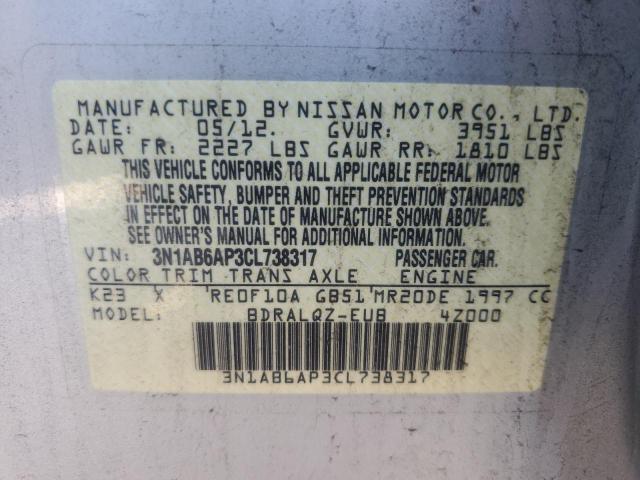 MANUFACTURED BY NISSAN MOTOR CO., LTD.
DATE: 05/12. GVWR: 3951 LBS
GAWR FR: 2227 LBS GAWR RR: 1810 LBS
THIS VEHICLE CONFORMS TO ALL APPLICABLE FEDERAL MOTOR
VEHICLE SAFETY, BUMPER AND THEFT PREVENTION STANDARDS
IN EFFECT ON THE DATE OF MANUFACTURE SHOWN ABOVE.
SEE OWNER'S MANUAL FOR ADDITIONAL INFORMATION.
VIN: 3N1AB6AP3CL738317 PASSENGER CAR.
COLOR TRIM TRANS AXLE ENGINE
K23 X 'RE0F10A GB51'MR20DE 1997 CC
BDRALQZ-EUB 4Z000
3N1AB6AP3CL738317